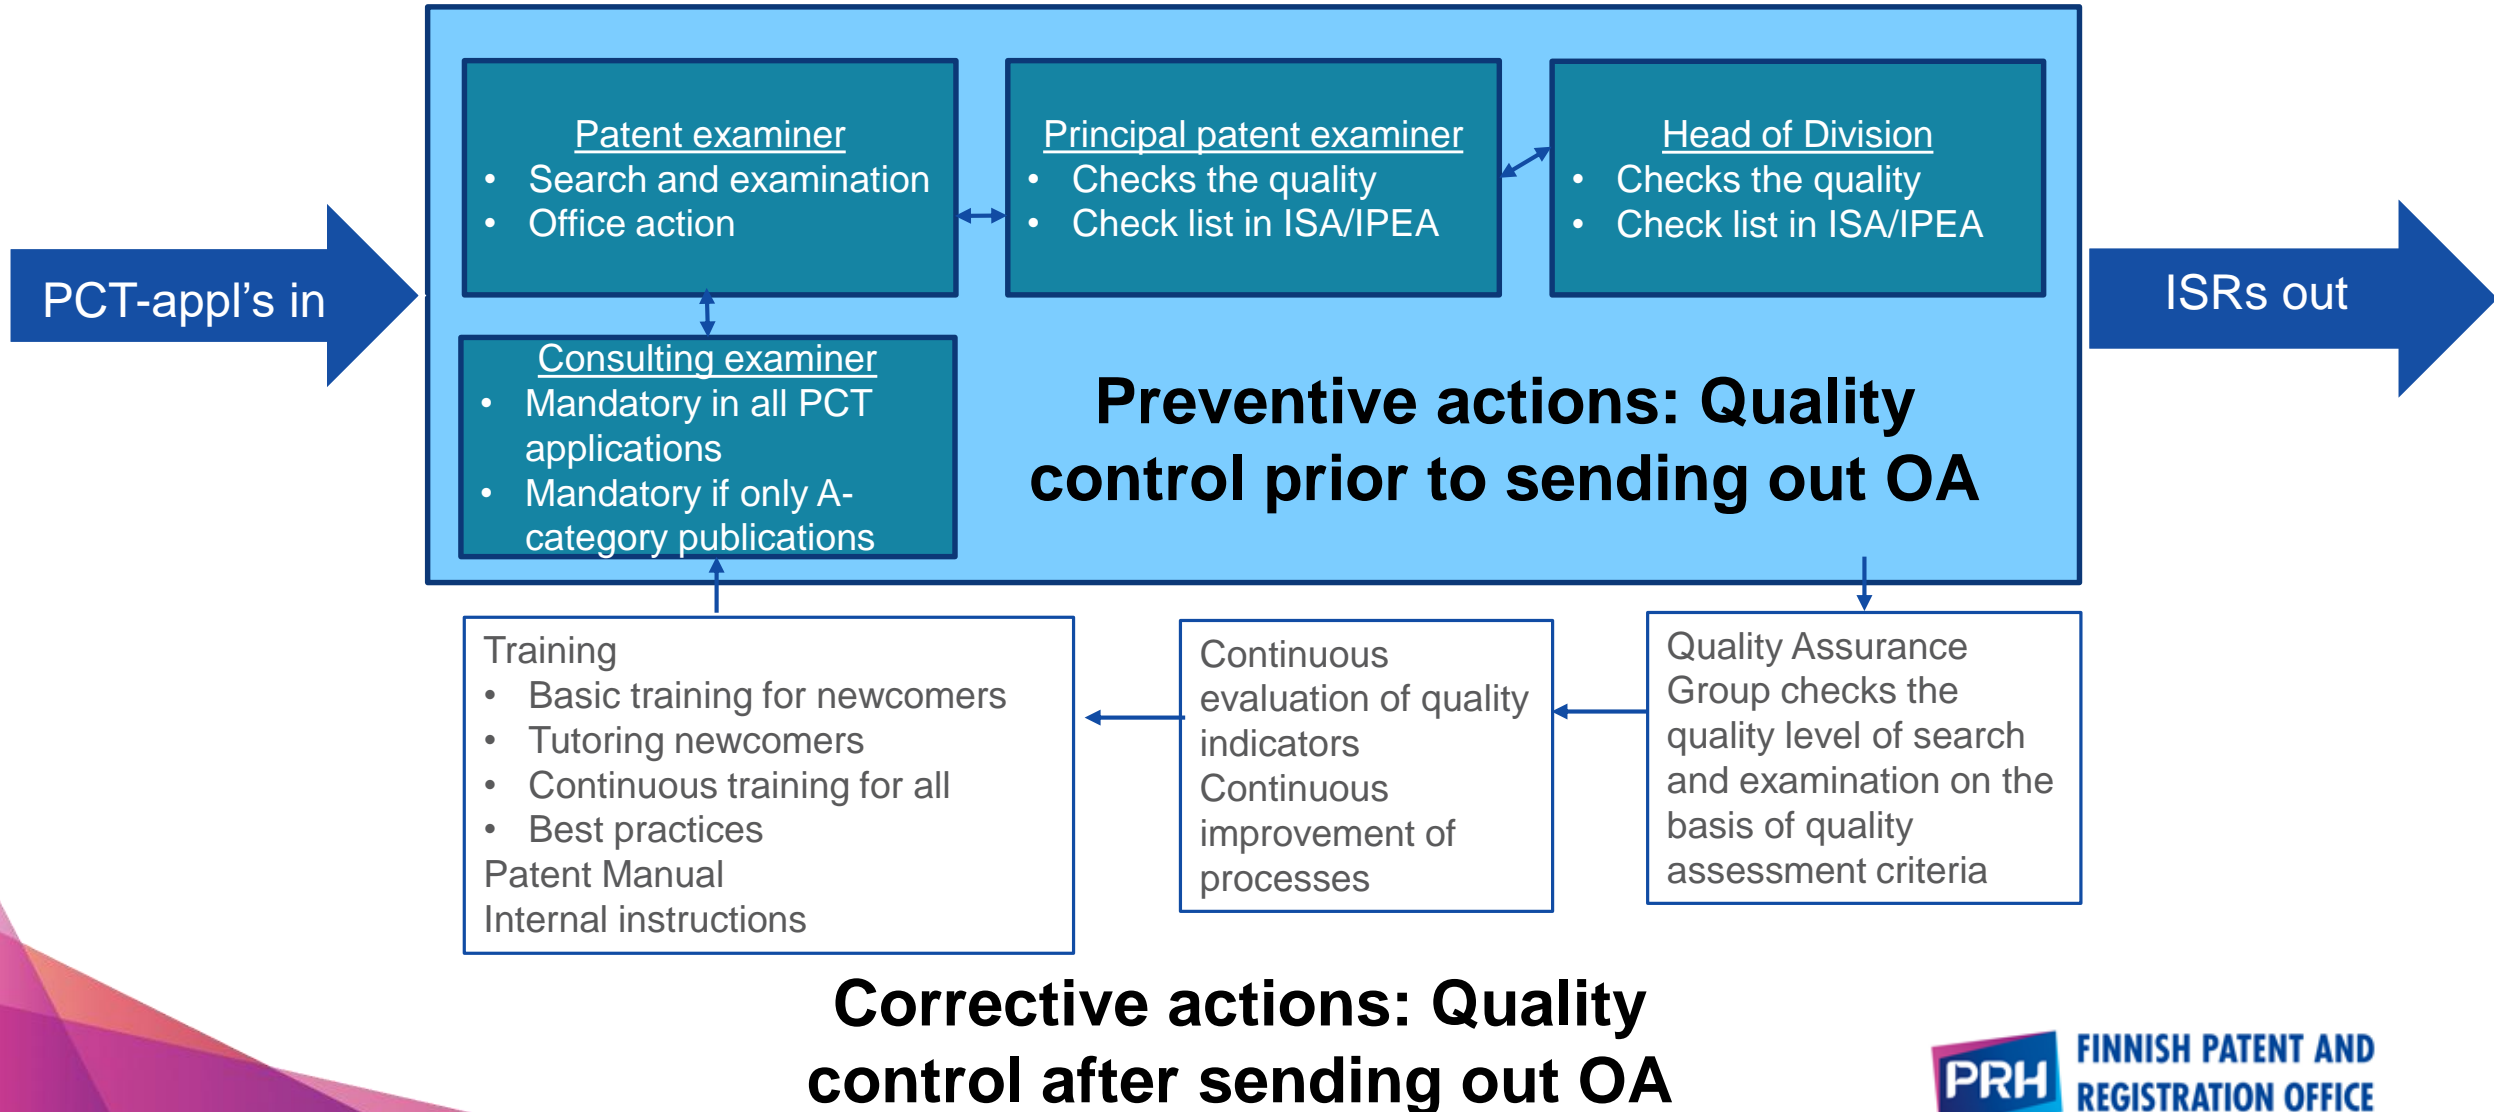 PCT-appl’s in
Patent examiner
• Search and examination
• Office action
Principal patent examiner
• Checks the quality
• Check list in ISA/IPEA
Head of Division
• Checks the quality
• Check list in ISA/IPEA
ISRs out
Consulting examiner
• Mandatory in all PCT
applications
• Mandatory if only A-
category publications
Preventive actions: Quality
control prior to sending out OA
Training
• Basic training for newcomers
• Tutoring newcomers
• Continuous training for all
• Best practices
Patent Manual
Internal instructions
Continuous
evaluation of quality
indicators
Continuous
improvement of
processes
Quality Assurance
Group checks the
quality level of search
and examination on the
basis of quality
assessment criteria
Corrective actions: Quality
control after sending out OA
PRH
FINNISH PATENT AND
REGISTRATION OFFICE